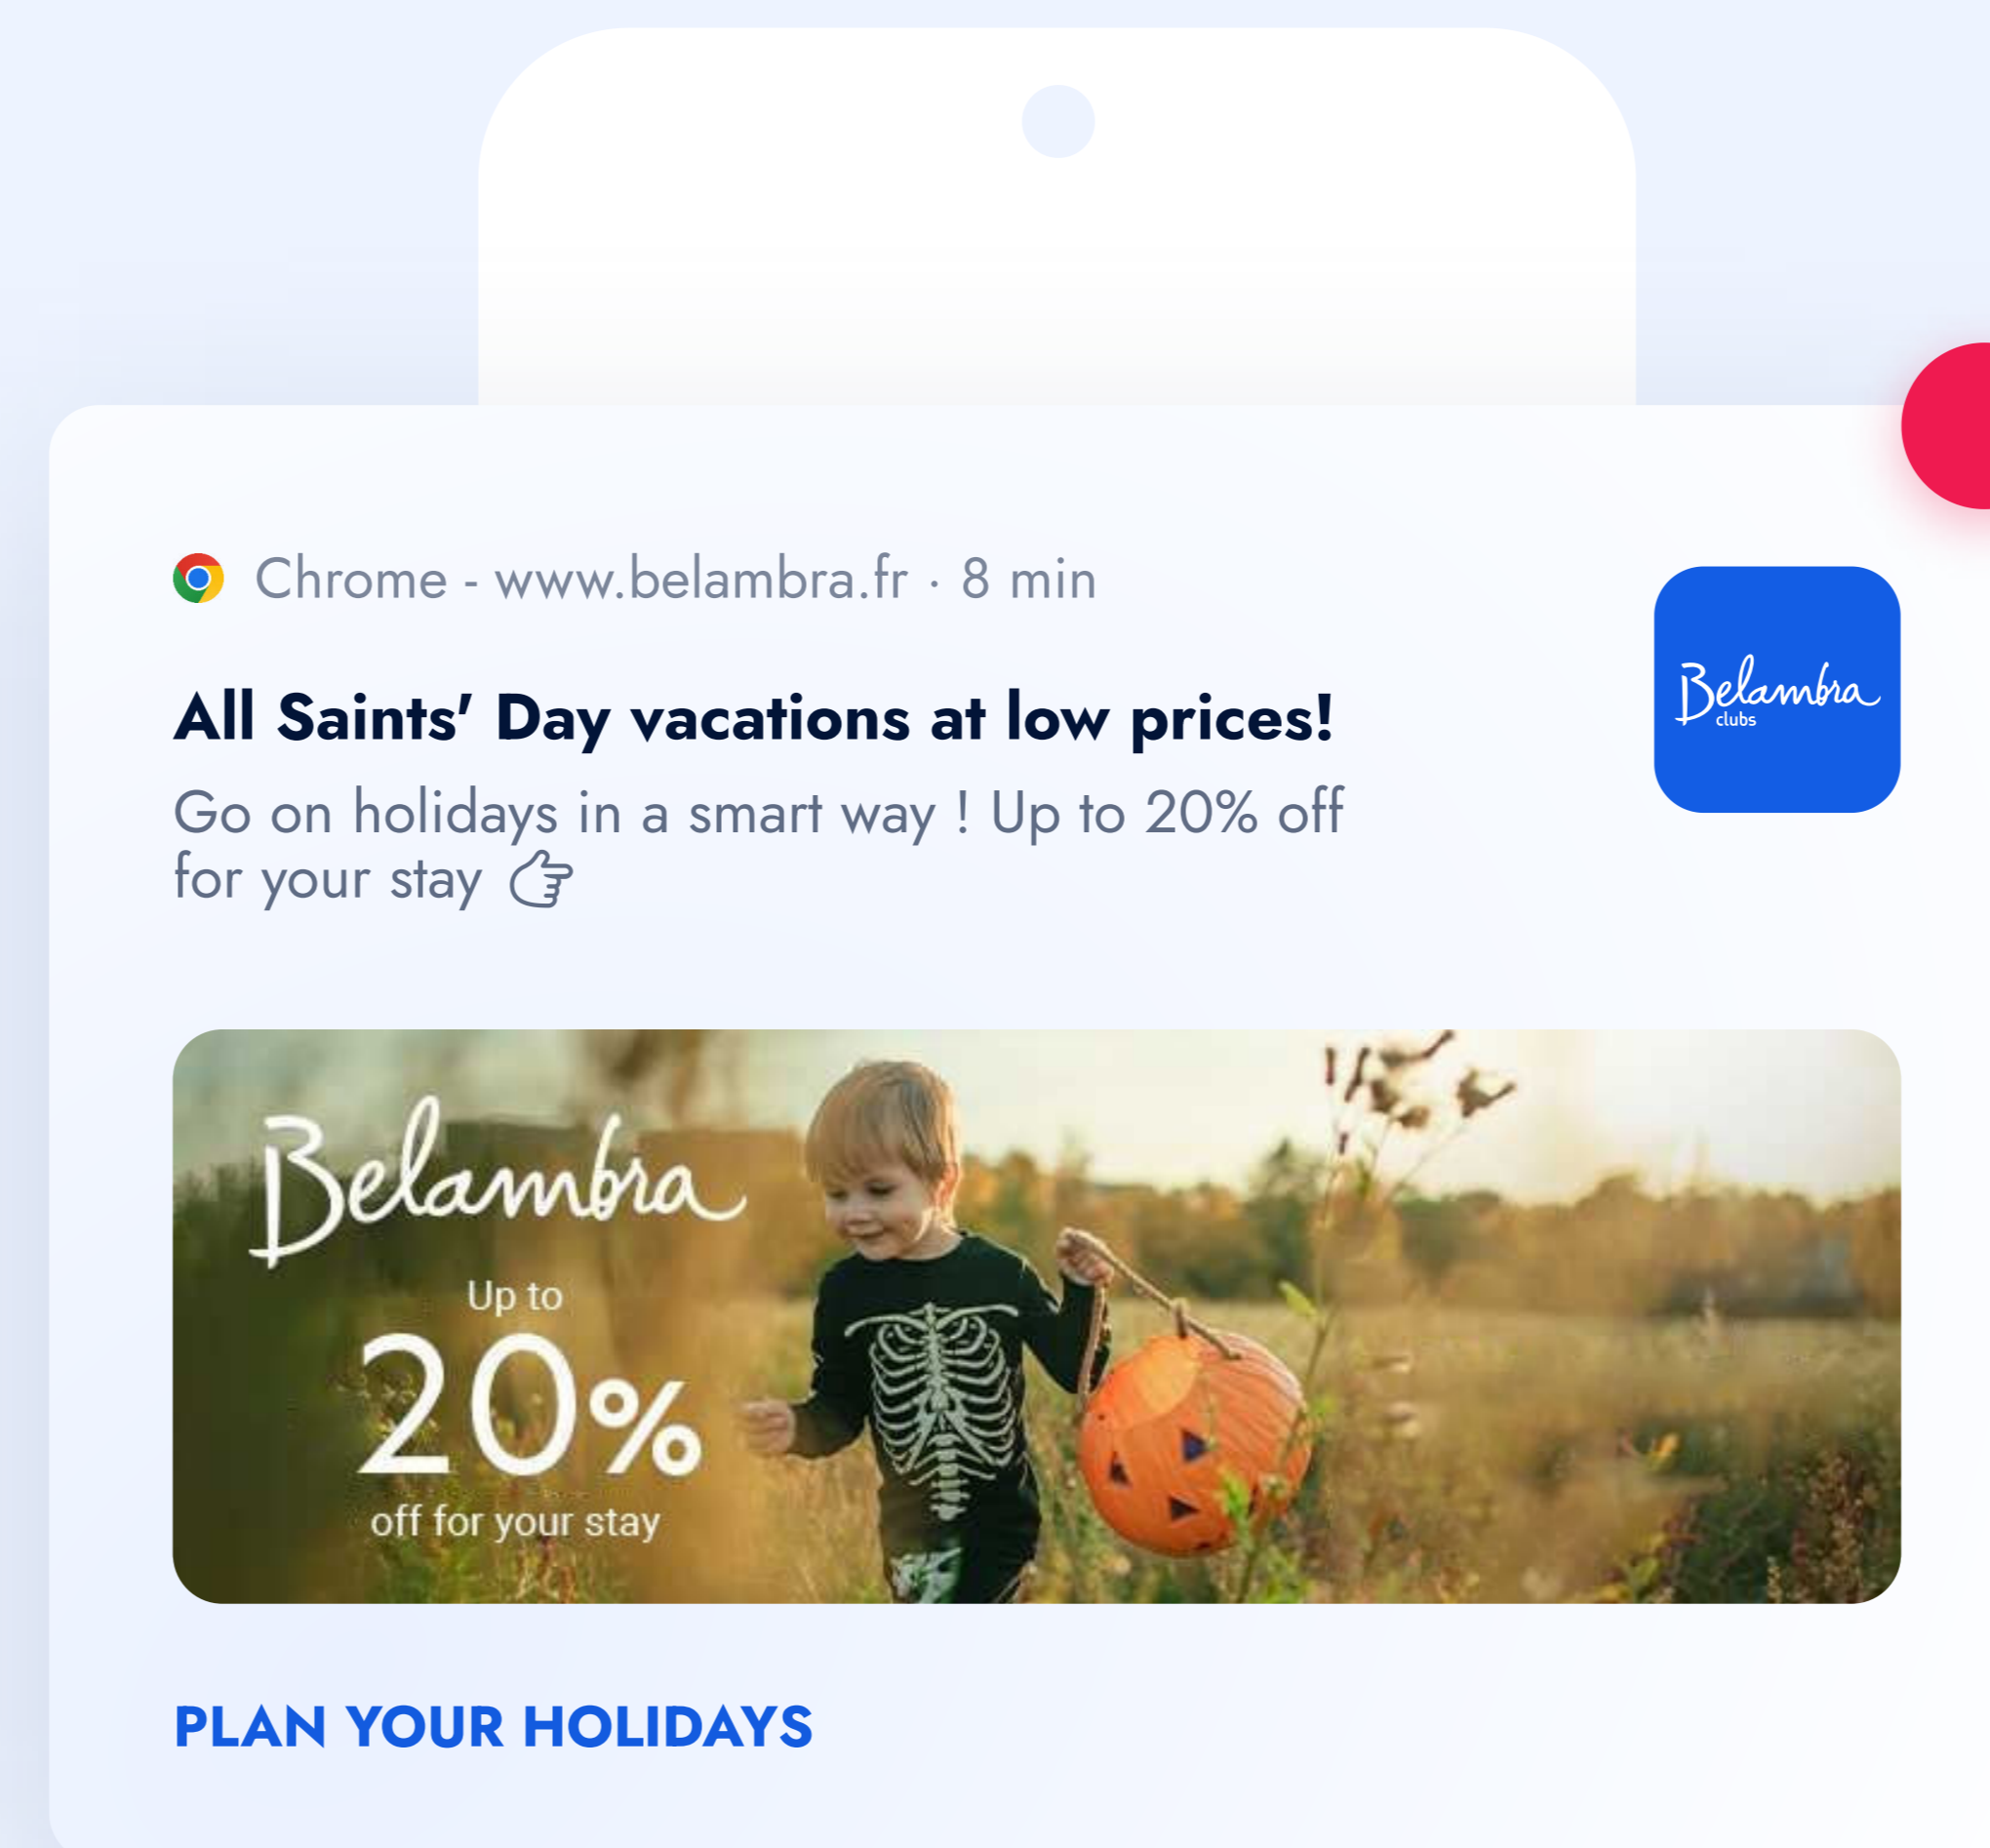 Chrome - www.belambra.fr · 8 min
All Saints' Day vacations at low prices!
Belambra
clubs
Go on holidays in a smart way ! Up to 20% off
for your stay
Belambra
Up to
20%
off for your stay
PLAN YOUR HOLIDAYS